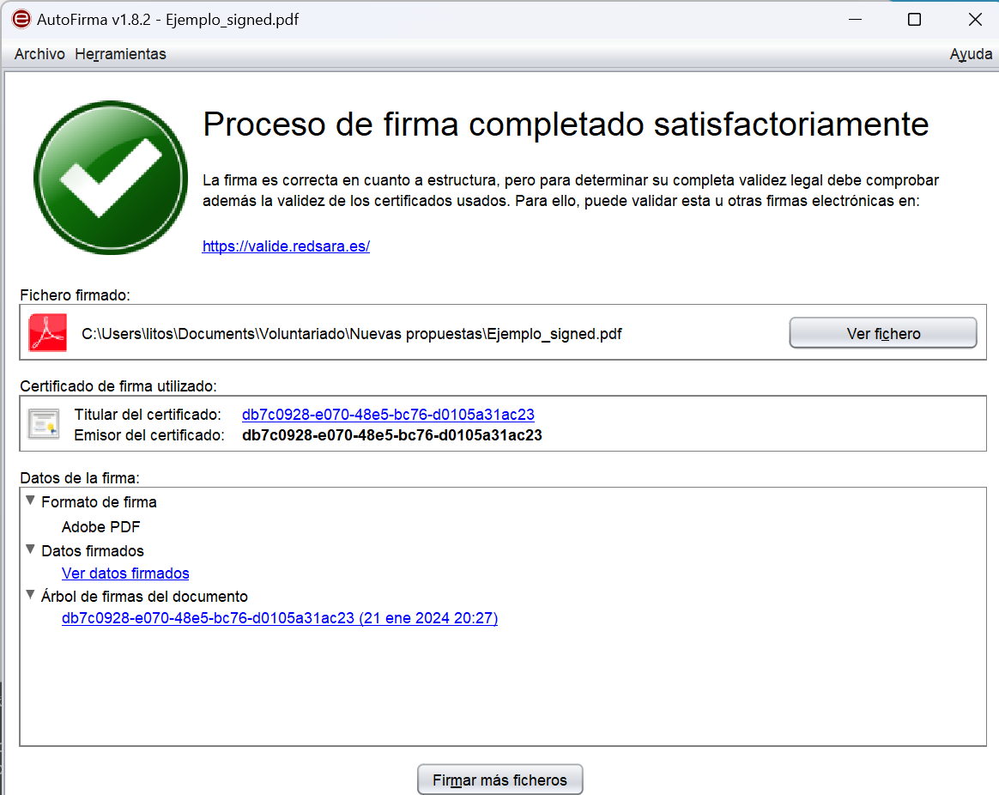 AutoFirma v1.8.2 - Ejemplo_signed.pdf
Archivo Herramientas Ayuda
Proceso de firma completado satisfactoriamente
La firma es correcta en cuanto a estructura, pero para determinar su completa validez legal debe comprobar
además la validez de los certificados usados. Para ello, puede validar esta u otras firmas electrónicas en:
https://valide.redsara.es/
Fichero firmado:
C:\Users\litos\Documents\Voluntariado\Nuevas propuestas\Ejemplo_signed.pdf
Ver fichero
Certificado de firma utilizado:
Titular del certificado: db7c0928-e070-48e5-bc76-d0105a31ac23
Emisor del certificado: db7c0928-e070-48e5-bc76-d0105a31ac23
Datos de la firma:
Formato de firma
Adobe PDF
Datos firmados
Ver datos firmados
Árbol de firmas del documento
db7c0928-e070-48e5-bc76-d0105a31ac23 (21 ene 2024 20:27)
Firmar más ficheros